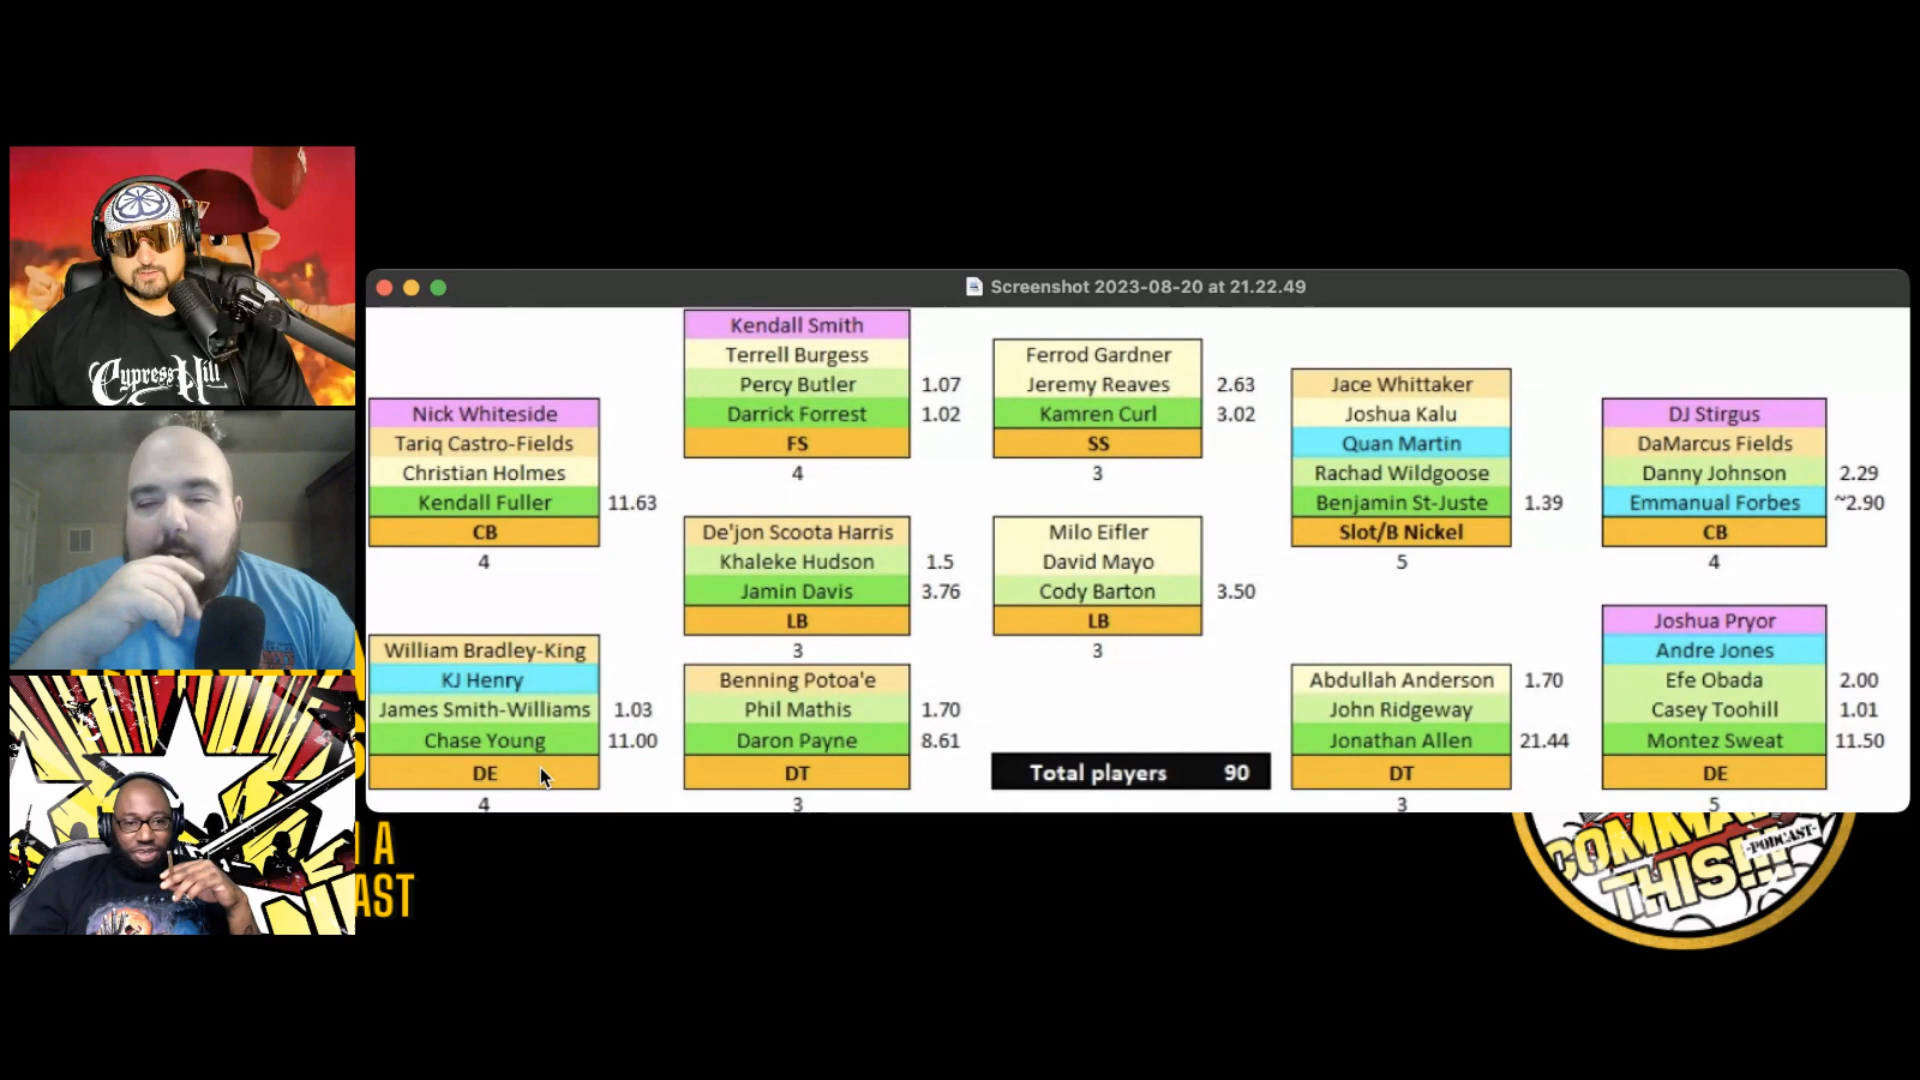 Screenshot 2023-08-20 at 21.22.49
Nick Whiteside
Tariq Castro-Fields
Christian Holmes
Kendall Fuller 11.63
CB
4
Kendall Smith
Terrell Burgess
Percy Butler 1.07
Darrick Forrest 1.02
FS
4
Ferrod Gardner
Jeremy Reaves 2.63
Kamren Curl 3.02
SS
3
Jace Whittaker
Joshua Kalu
Quan Martin
Rachad Wildgoose
Benjamin St-Juste 1.39
Slot/B Nickel
5
DJ Stirgus
DaMarcus Fields
Danny Johnson 2.29
Emmanual Forbes ~2.90
CB
4
De'jon Scoota Harris
Khaleke Hudson 1.5
Jamin Davis 3.76
LB
3
Milo Eifler
David Mayo
Cody Barton 3.50
LB
3
William Bradley-King
KJ Henry
James Smith-Williams 1.03
Chase Young 11.00
DE
4
Benning Potoa'e
Phil Mathis 1.70
Daron Payne 8.61
DT
3
Total players 90
Abdullah Anderson 1.70
John Ridgeway
Jonathan Allen 21.44
DT
3
Joshua Pryor
Andre Jones
Efe Obada 2.00
Casey Toohill 1.01
Montez Sweat 11.50
DE
5
Cypress Hill
A
AST
-PODCAST-
THIS!!!